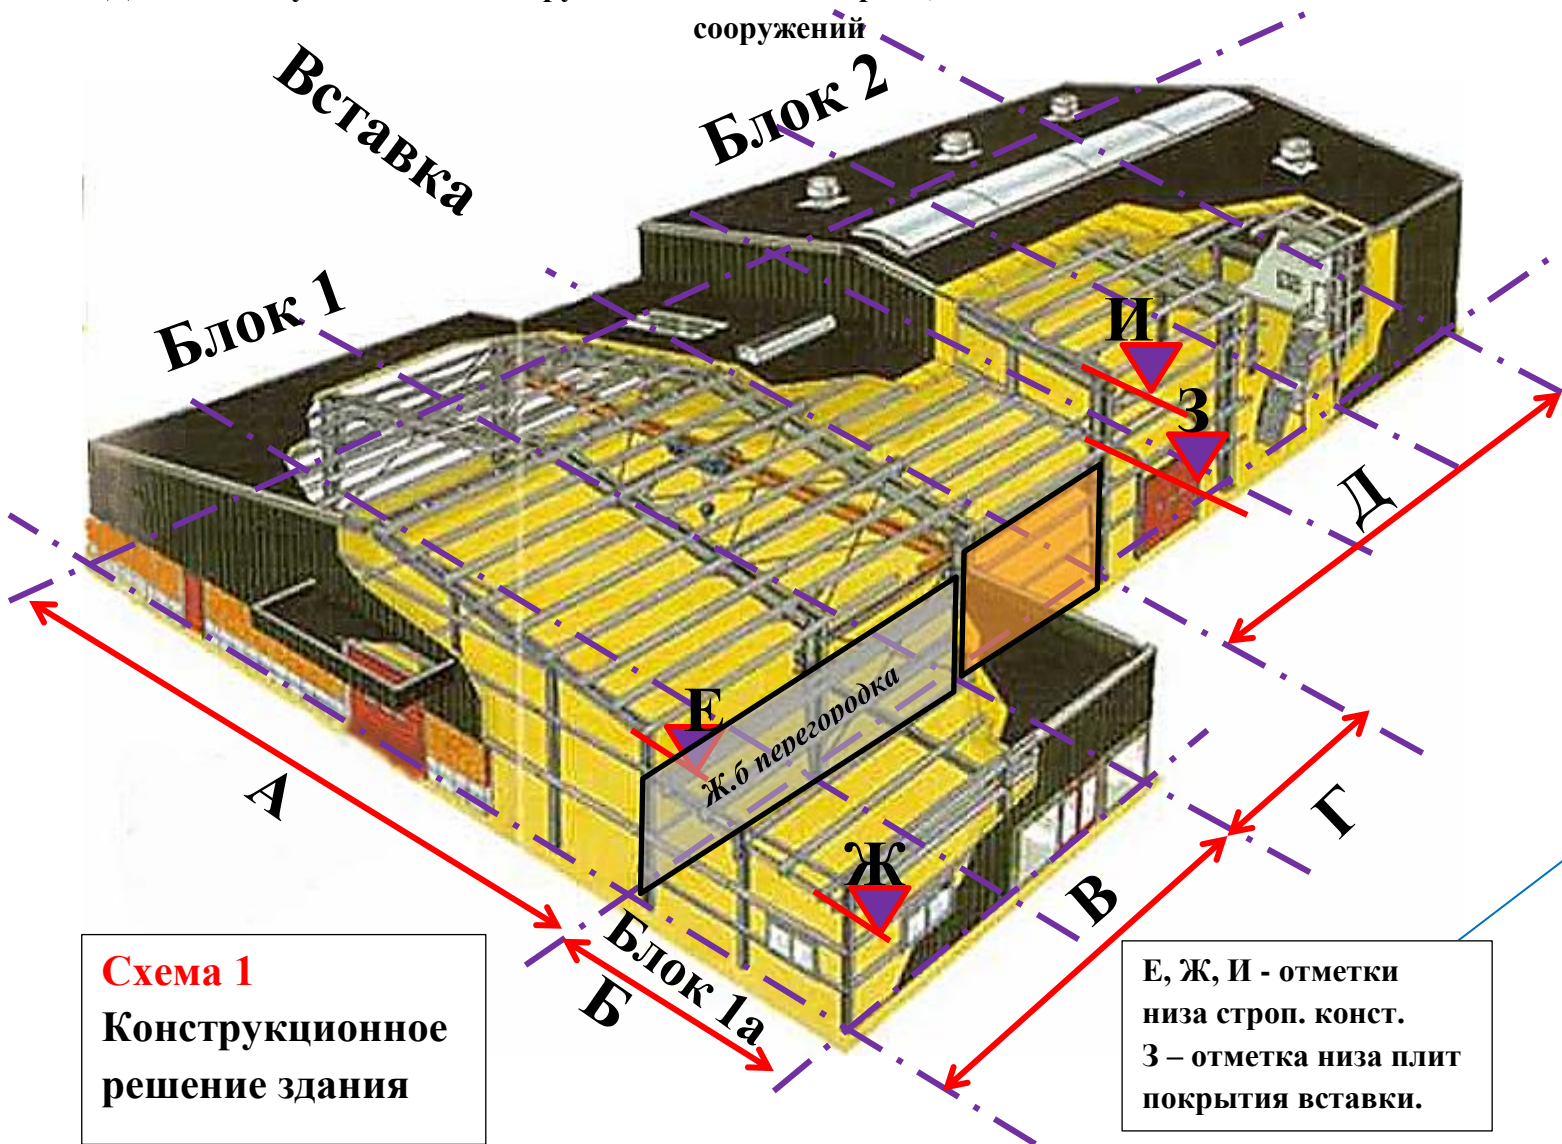 сооружений
Вставка
Блок 2
Блок 1
И
З
Д
Е
Ж.б перегородка
А
Ж
Г
В
Блок 1а
Б
Схема 1
Конструкционное
решение здания
Е, Ж, И - отметки
низа строп. конст.
З – отметка низа плит
покрытия вставки.